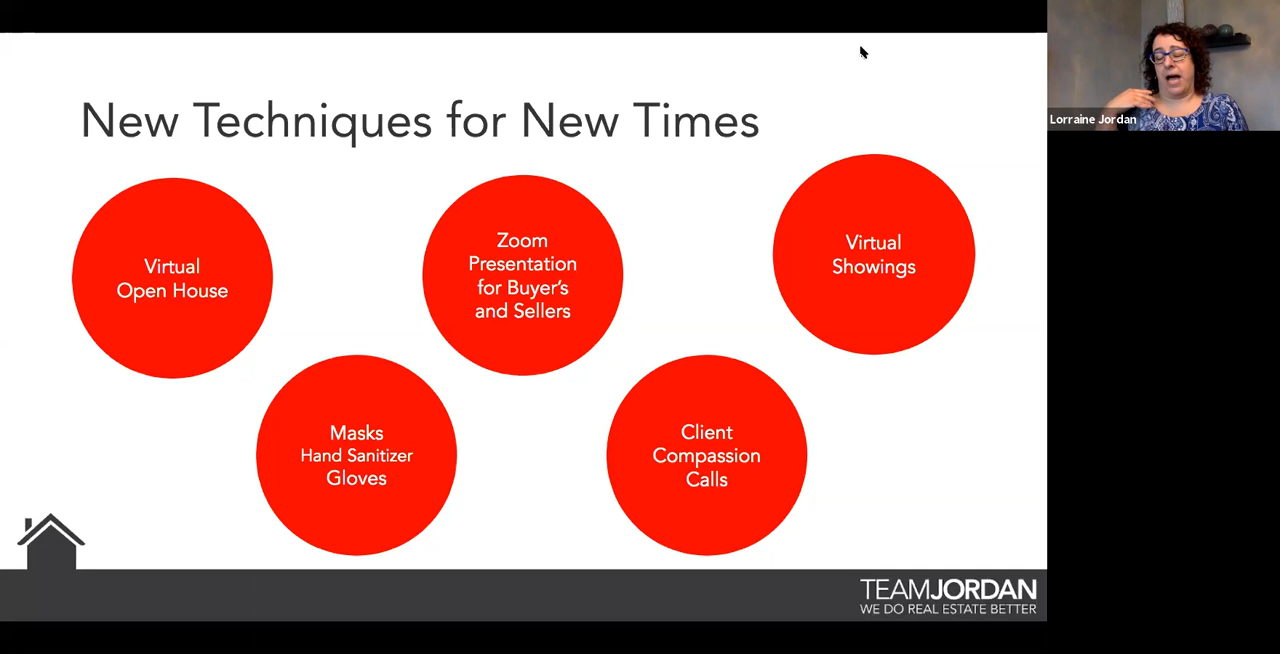 New Techniques for New Times
Virtual
Open House
Zoom
Presentation
for Buyer's
and Sellers
Virtual
Showings
Masks
Hand Sanitizer
Gloves
Client
Compassion
Calls
TEAMJORDAN
WE DO REAL ESTATE BETTER
Lorraine Jordan